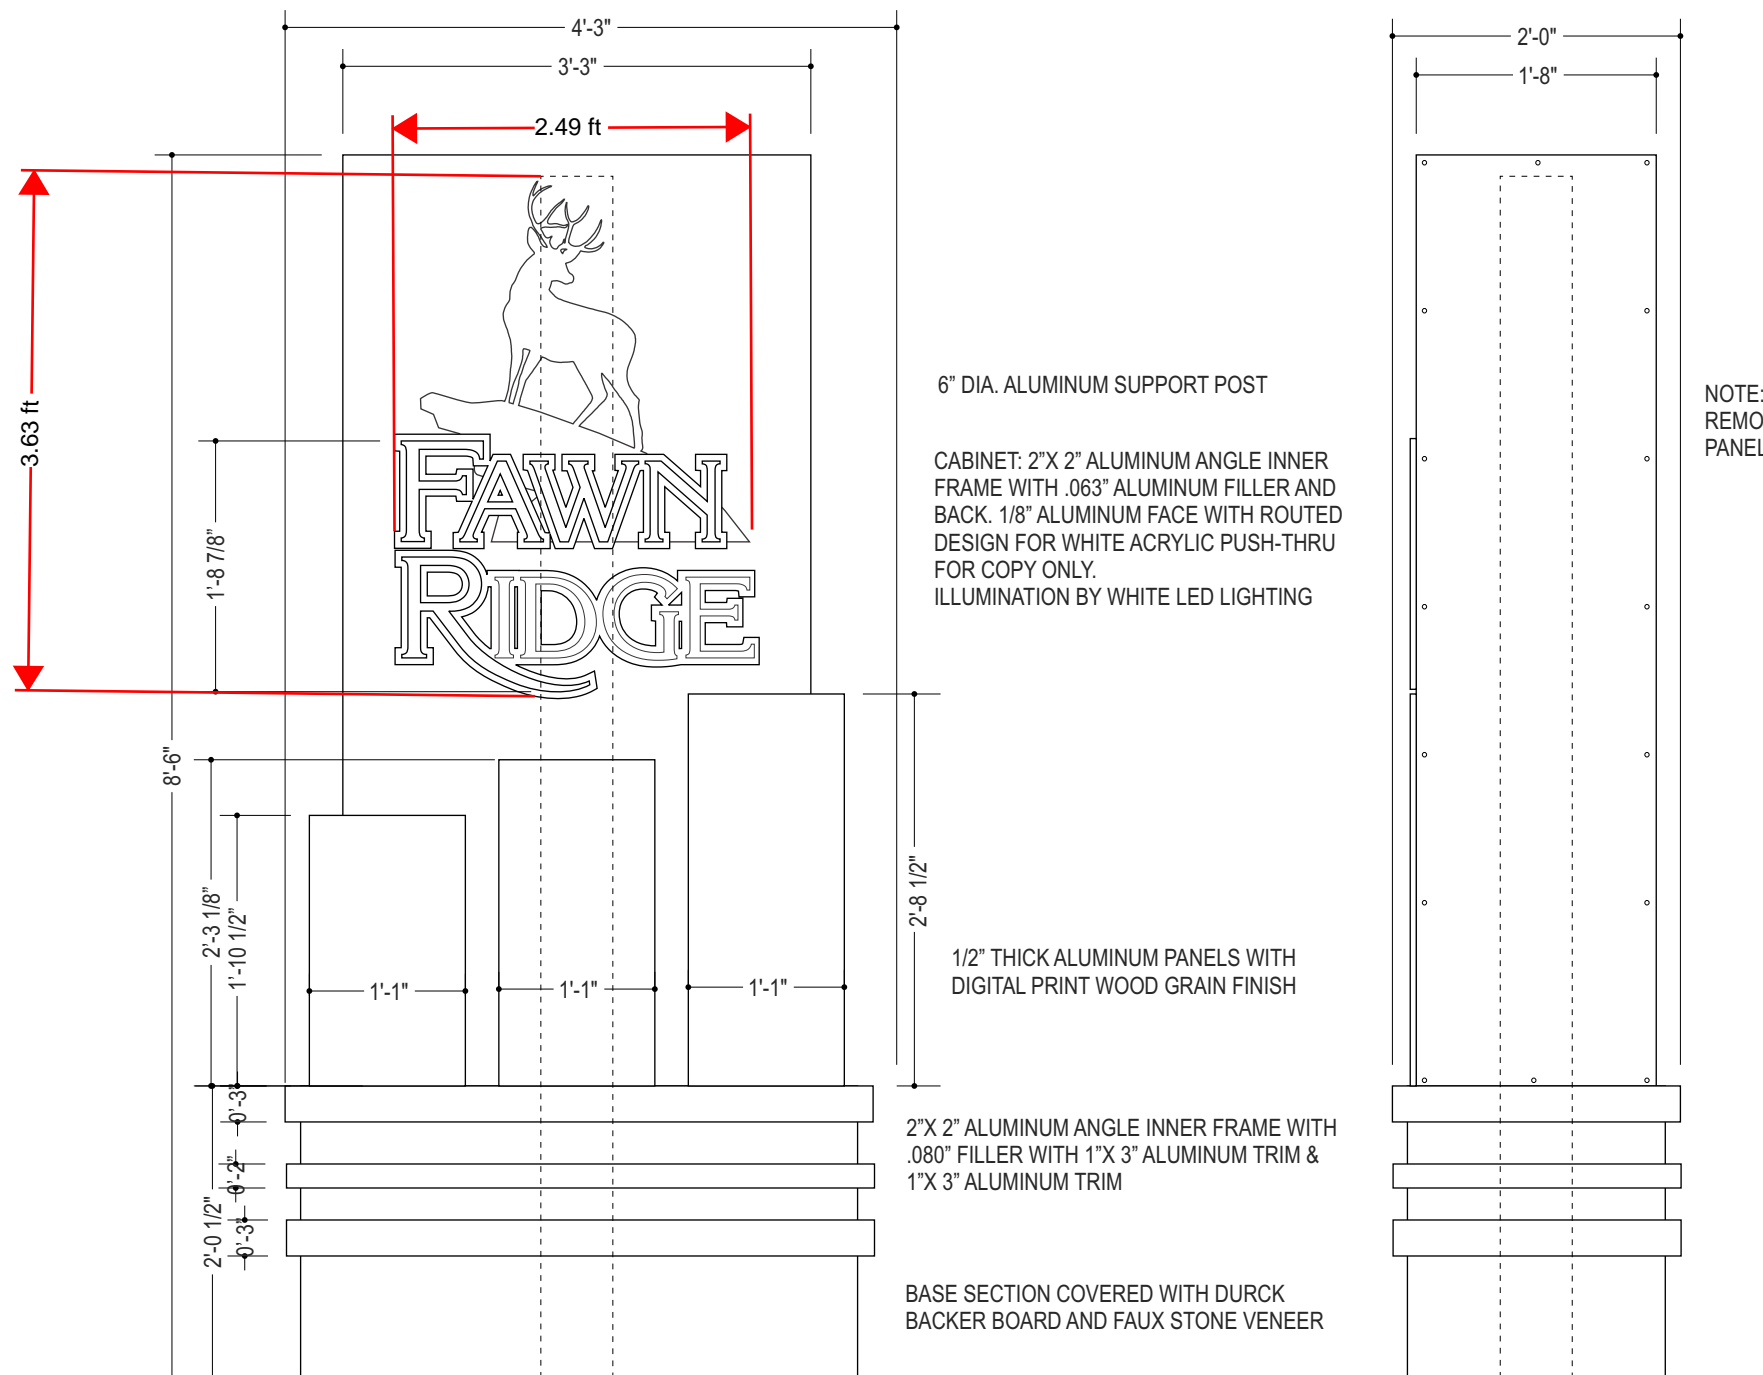 4'-3"
3'-3"
2.49 ft
2'-0"
1'-8"
3.63 ft
FAWN
RIDGE
1'-8 7/8"
8'-6"
6” DIA. ALUMINUM SUPPORT POST
CABINET: 2”X 2” ALUMINUM ANGLE INNER
FRAME WITH .063” ALUMINUM FILLER AND
BACK. 1/8” ALUMINUM FACE WITH ROUTED
DESIGN FOR WHITE ACRYLIC PUSH-THRU
FOR COPY ONLY.
ILLUMINATION BY WHITE LED LIGHTING
NOTE:
REMO
PANEL
2'-3 1/8"
1'-10 1/2"
2'-8 1/2"
1'-1"
1'-1"
1'-1"
1/2” THICK ALUMINUM PANELS WITH
DIGITAL PRINT WOOD GRAIN FINISH
0'-3"
0'-2"
0'-3"
2'-0 1/2"
2”X 2” ALUMINUM ANGLE INNER FRAME WITH
.080” FILLER WITH 1”X 3” ALUMINUM TRIM &
1”X 3” ALUMINUM TRIM
BASE SECTION COVERED WITH DURCK
BACKER BOARD AND FAUX STONE VENEER